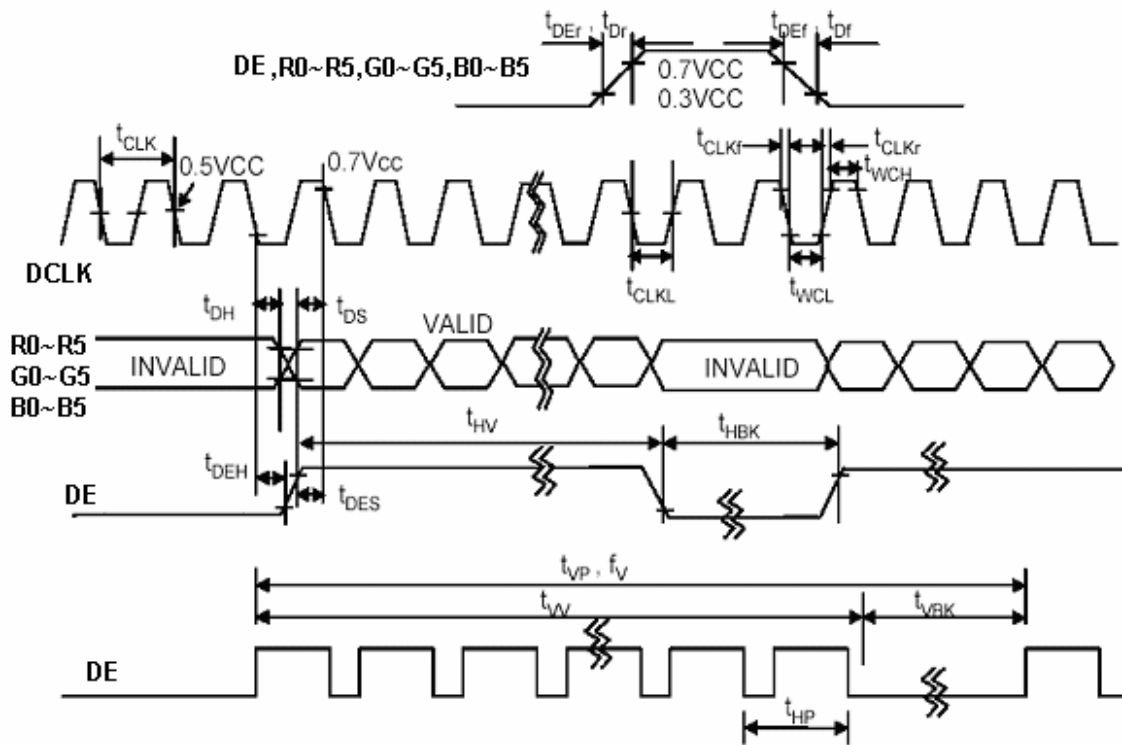 tDEr , tDr
tDEf , tDf
DE ,R0~R5,G0~G5,B0~B5
0.7VCC
0.3VCC
tCLK
0.5VCC
0.7Vcc
tCLKf
tCLKr
tWCH
DCLK
tCLKL
tWCL
tDH
tDS
VALID
R0~R5
G0~G5
B0~B5
INVALID
INVALID
tHV
tHBK
tDEH
DE
tDES
tVP , fV
tVV
tVBK
DE
tHP